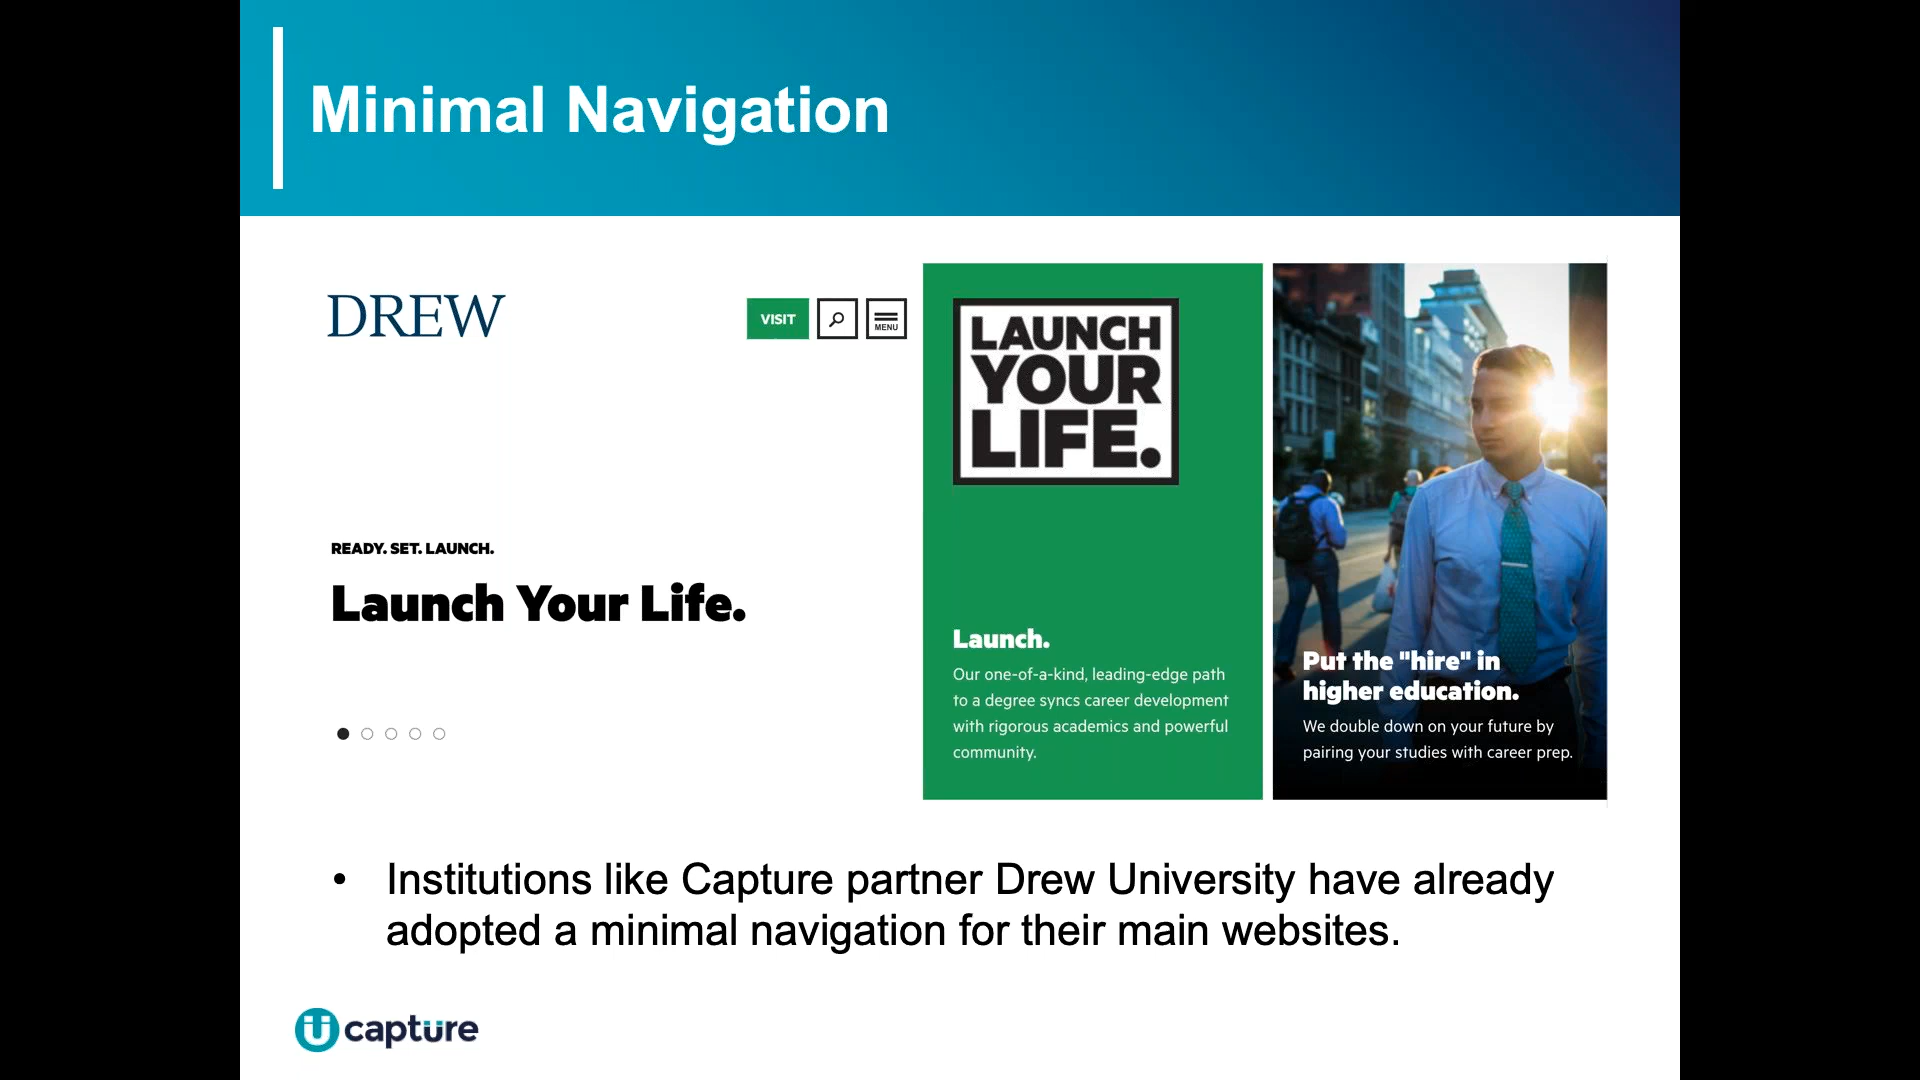 Minimal Navigation
DREW
VISIT
MENU
READY. SET. LAUNCH.
Launch Your Life.
LAUNCH
YOUR
LIFE.
Launch.
Our one-of-a-kind, leading-edge path
to a degree syncs career development
with rigorous academics and powerful
community.
Put the "hire" in
higher education.
We double down on your future by
pairing your studies with career prep.
• Institutions like Capture partner Drew University have already
adopted a minimal navigation for their main websites.
capture